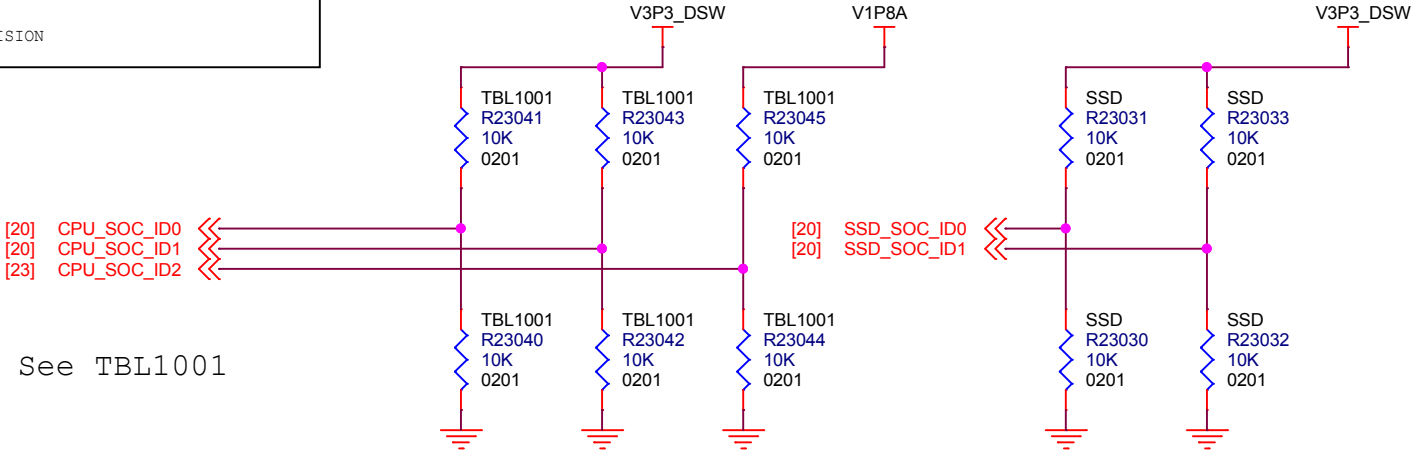 V3P3_DSW V1P8A V3P3_DSW
ISION
TBL1001 TBL1001 TBL1001 SSD SSD
R23041 R23043 R23045 R23031 R23033
10K 10K 10K 10K 10K
0201 0201 0201 0201 0201
[20] CPU_SOC_ID0 [20] SSD_SOC_ID0
[20] CPU_SOC_ID1 [20] SSD_SOC_ID1
[23] CPU_SOC_ID2
TBL1001 TBL1001 TBL1001 SSD SSD
R23040 R23042 R23044 R23030 R23032
10K 10K 10K 10K 10K
0201 0201 0201 0201 0201
See TBL1001